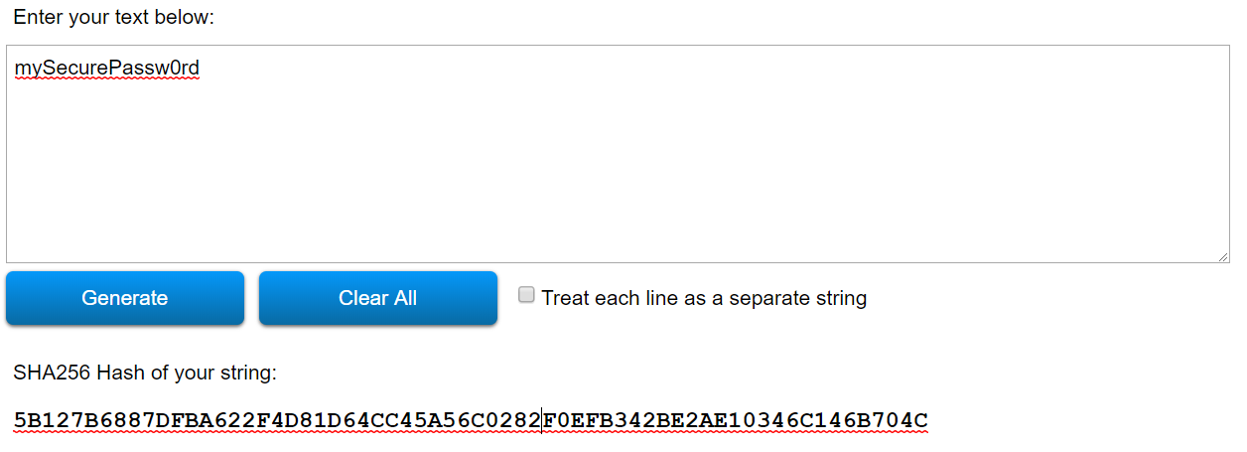 Enter your text below:
mySecurePassw0rd
Generate Clear All Treat each line as a separate string
SHA256 Hash of your string:
5B127B6887DFBA622F4D81D64CC45A56C0282F0EFB342BE2AE10346C146B704C